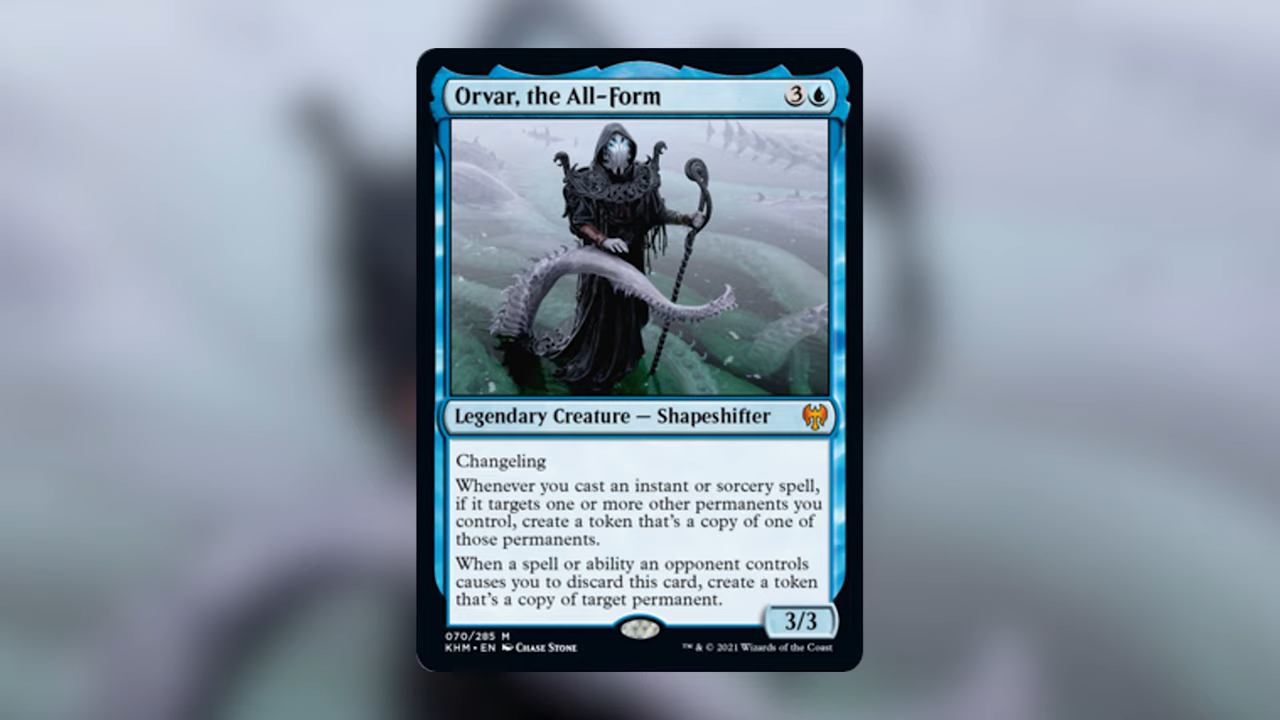 Orvar, the All-Form 3
Legendary Creature — Shapeshifter
Changeling
Whenever you cast an instant or sorcery spell,
if it targets one or more other permanents you
control, create a token that's a copy of one of
those permanents.
When a spell or ability an opponent controls
causes you to discard this card, create a token
that's a copy of target permanent.
3/3
070/285 M
KHM • EN Chase Stone
™ & © 2021 Wizards of the Coast